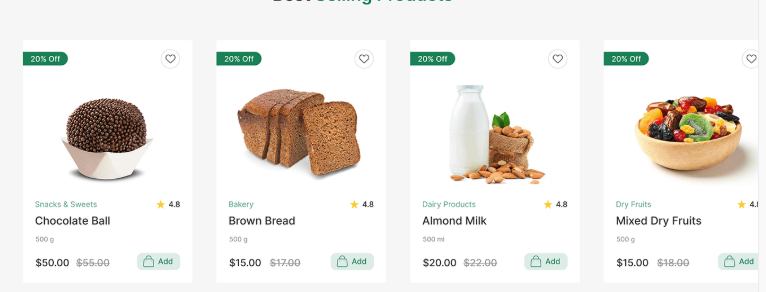 Best Selling Products
20% Off
20% Off
20% Off
20% Off
Snacks & Sweets 4.8
Bakery 4.8
Dairy Products 4.8
Dry Fruits
Chocolate Ball
Brown Bread
Almond Milk
Mixed Dry Fruits
500 g
500 g
500 ml
500 g
$50.00 $55.00 Add
$15.00 $17.00 Add
$20.00 $22.00 Add
$15.00 $18.00 Add